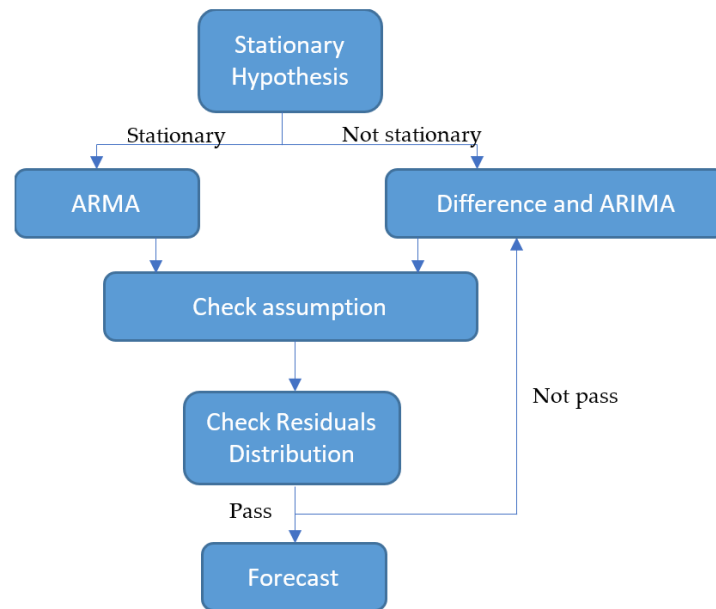 Stationary
Hypothesis
Stationary
Not stationary
ARMA
Difference and ARIMA
Check assumption
Check Residuals
Distribution
Not pass
Pass
Forecast